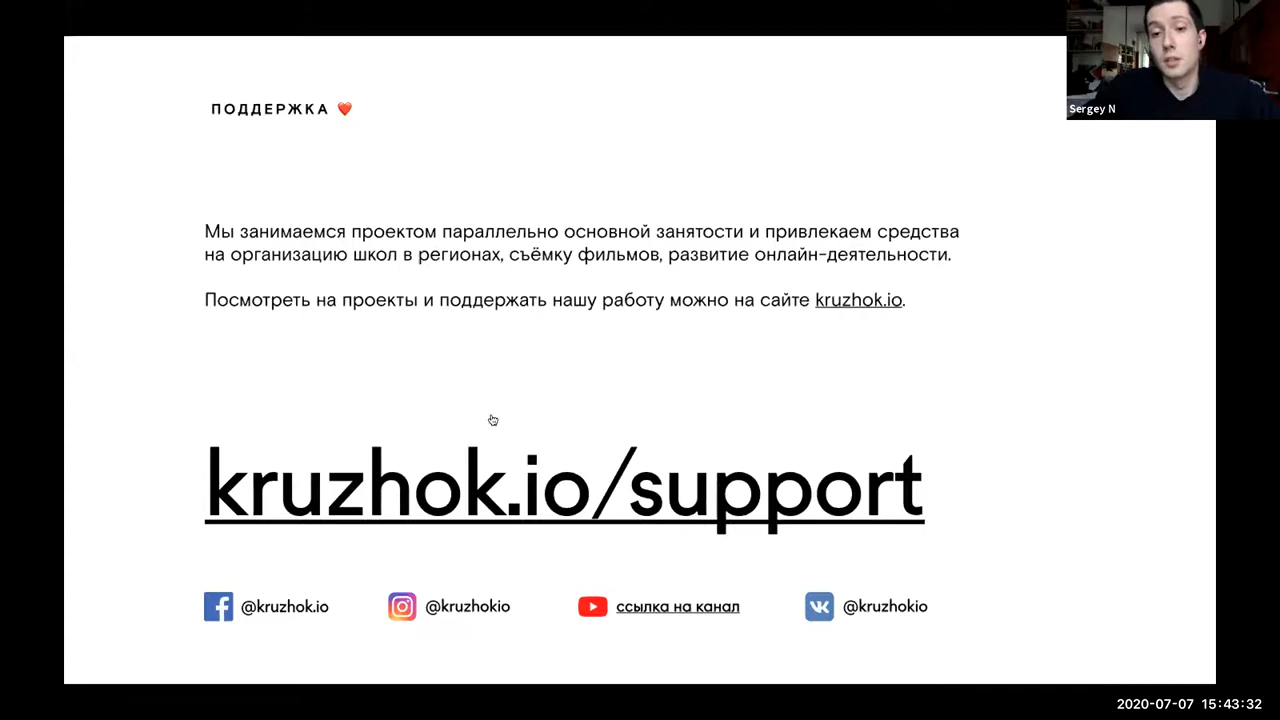 Sergey N
ПОДДЕРЖКА ❤️
Мы занимаемся проектом параллельно основной занятости и привлекаем средства
на организацию школ в регионах, съёмку фильмов, развитие онлайн-деятельности.
Посмотреть на проекты и поддержать нашу работу можно на сайте kruzhok.io.
kruzhok.io/support
@kruzhok.io @kruzhokio ссылка на канал @kruzhokio
2020-07-07 15:43:32